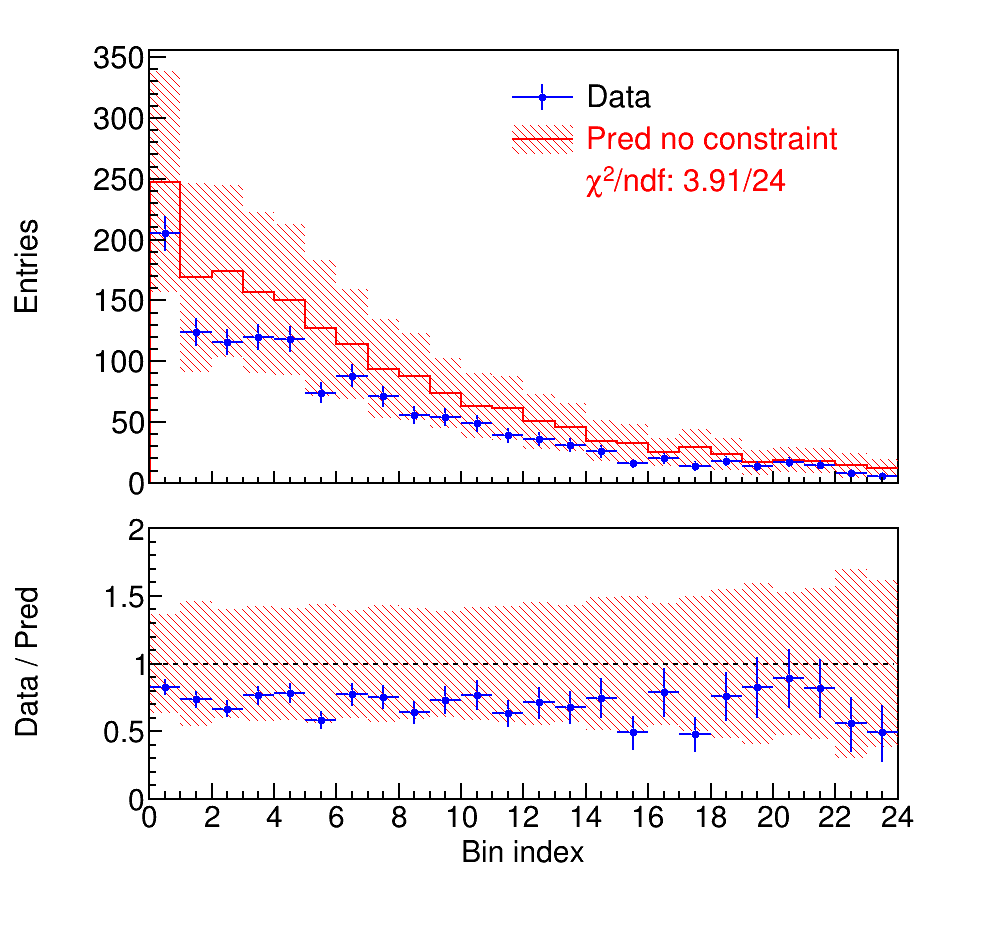 350
300
250
200
150
100
50
0
Entries
Data
Pred no constraint
χ²/ndf: 3.91/24
2
1.5
1
0.5
0
Data / Pred
0 2 4 6 8 10 12 14 16 18 20 22 24
Bin index